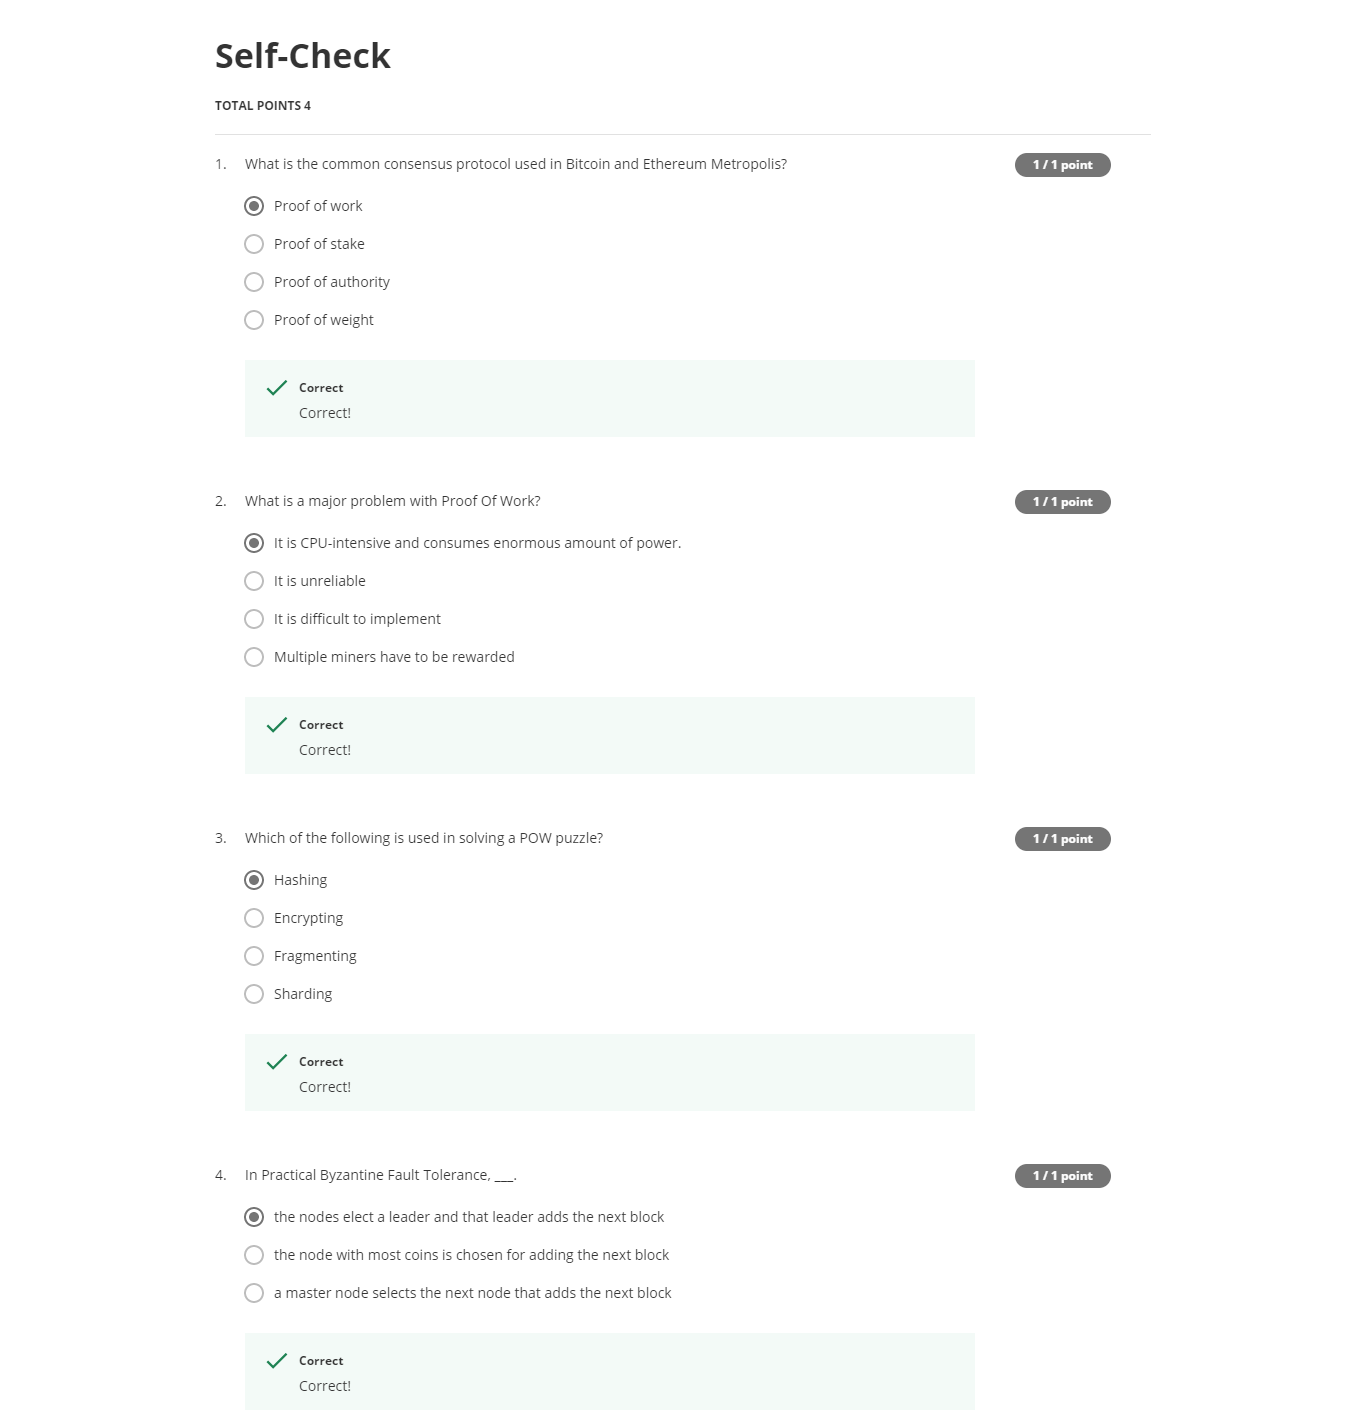 Self-Check
TOTAL POINTS 4
1. What is the common consensus protocol used in Bitcoin and Ethereum Metropolis? 1 / 1 point
Proof of work
Proof of stake
Proof of authority
Proof of weight
Correct
Correct!
2. What is a major problem with Proof Of Work? 1 / 1 point
It is CPU-intensive and consumes enormous amount of power.
It is unreliable
It is difficult to implement
Multiple miners have to be rewarded
Correct
Correct!
3. Which of the following is used in solving a POW puzzle? 1 / 1 point
Hashing
Encrypting
Fragmenting
Sharding
Correct
Correct!
4. In Practical Byzantine Fault Tolerance, ___. 1 / 1 point
the nodes elect a leader and that leader adds the next block
the node with most coins is chosen for adding the next block
a master node selects the next node that adds the next block
Correct
Correct!